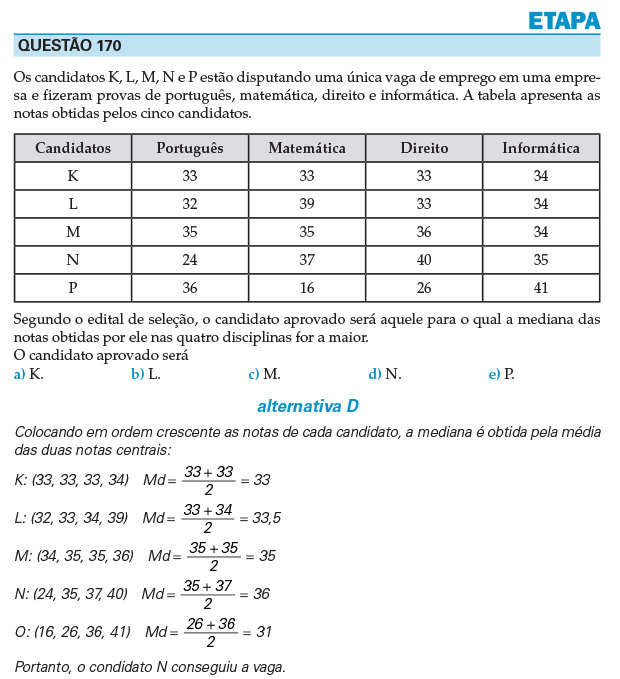 ETAPA
QUESTÃO 170
Os candidatos K, L, M, N e P estão disputando uma única vaga de emprego em uma empre-
sa e fizeram provas de português, matemática, direito e informática. A tabela apresenta as
notas obtidas pelos cinco candidatos.
Candidatos Português Matemática Direito Informática
K 33 33 33 34
L 32 39 33 34
M 35 35 36 34
N 24 37 40 35
P 36 16 26 41
Segundo o edital de seleção, o candidato aprovado será aquele para o qual a mediana das
notas obtidas por ele nas quatro disciplinas for a maior.
O candidato aprovado será
a) K. b) L. c) M. d) N. e) P.
alternativa D
Colocando em ordem crescente as notas de cada candidato, a mediana é obtida pela média
das duas notas centrais:
K: (33, 33, 33, 34) Md = (33 + 33)/2 = 33
L: (32, 33, 34, 39) Md = (33 + 34)/2 = 33,5
M: (34, 35, 35, 36) Md = (35 + 35)/2 = 35
N: (24, 35, 37, 40) Md = (35 + 37)/2 = 36
O: (16, 26, 36, 41) Md = (26 + 36)/2 = 31
Portanto, o condidato N conseguiu a vaga.